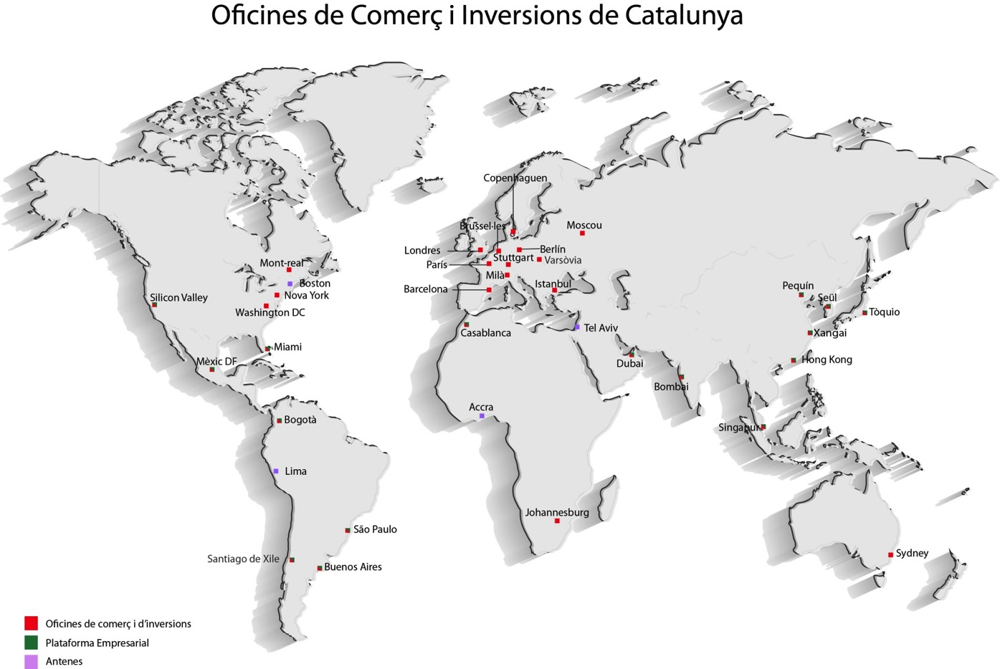 Oficines de Comerç i Inversions de Catalunya
Copenhaguen
Brussel·les
Moscou
Londres
Berlín
Stuttgart
París
Varsòvia
Milà
Barcelona
Istanbul
Mont-real
Boston
Nova York
Silicon Valley
Washington DC
Pequín
Seül
Tòquio
Casablanca
Tel Aviv
Xangai
Miami
Mèxic DF
Dubai
Hong Kong
Bombai
Accra
Bogotà
Singapur
Lima
Johannesburg
São Paulo
Santiago de Xile
Sydney
Buenos Aires
Oficines de comerç i d'inversions
Plataforma Empresarial
Antenes